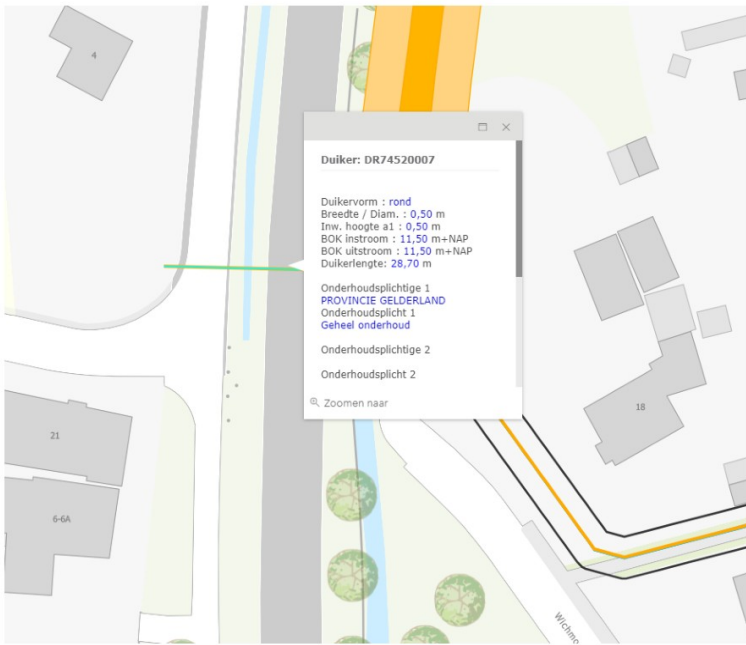 4
Duiker: DR74520007
Duikervorm : rond
Breedte / Diam. : 0,50 m
Inw. hoogte a1 : 0,50 m
BOK instroom : 11,50 m+NAP
BOK uitstroom : 11,50 m+NAP
Duikerlengte: 28,70 m
Onderhoudsplichtige 1
PROVINCIE GELDERLAND
Onderhoudsplicht 1
Geheel onderhoud
Onderhoudsplichtige 2
Onderhoudsplicht 2
Zoomen naar
18
21
6-6A
Wichmo